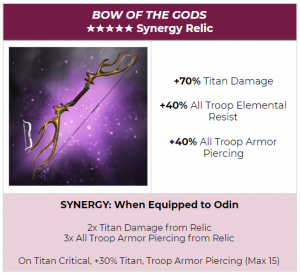 BOW OF THE GODS
★★★★★ Synergy Relic
+70% Titan Damage
+40% All Troop Elemental
Resist
+40% All Troop Armor
Piercing
SYNERGY: When Equipped to Odin
2x Titan Damage from Relic
3x All Troop Armor Piercing from Relic
On Titan Critical, +30% Titan, Troop Armor Piercing (Max 15)